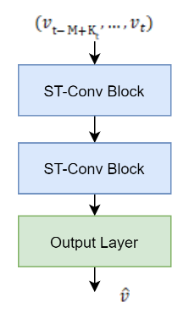 (v_{t-M+K_t}, ..., v_t)
ST-Conv Block
ST-Conv Block
Output Layer
v̂